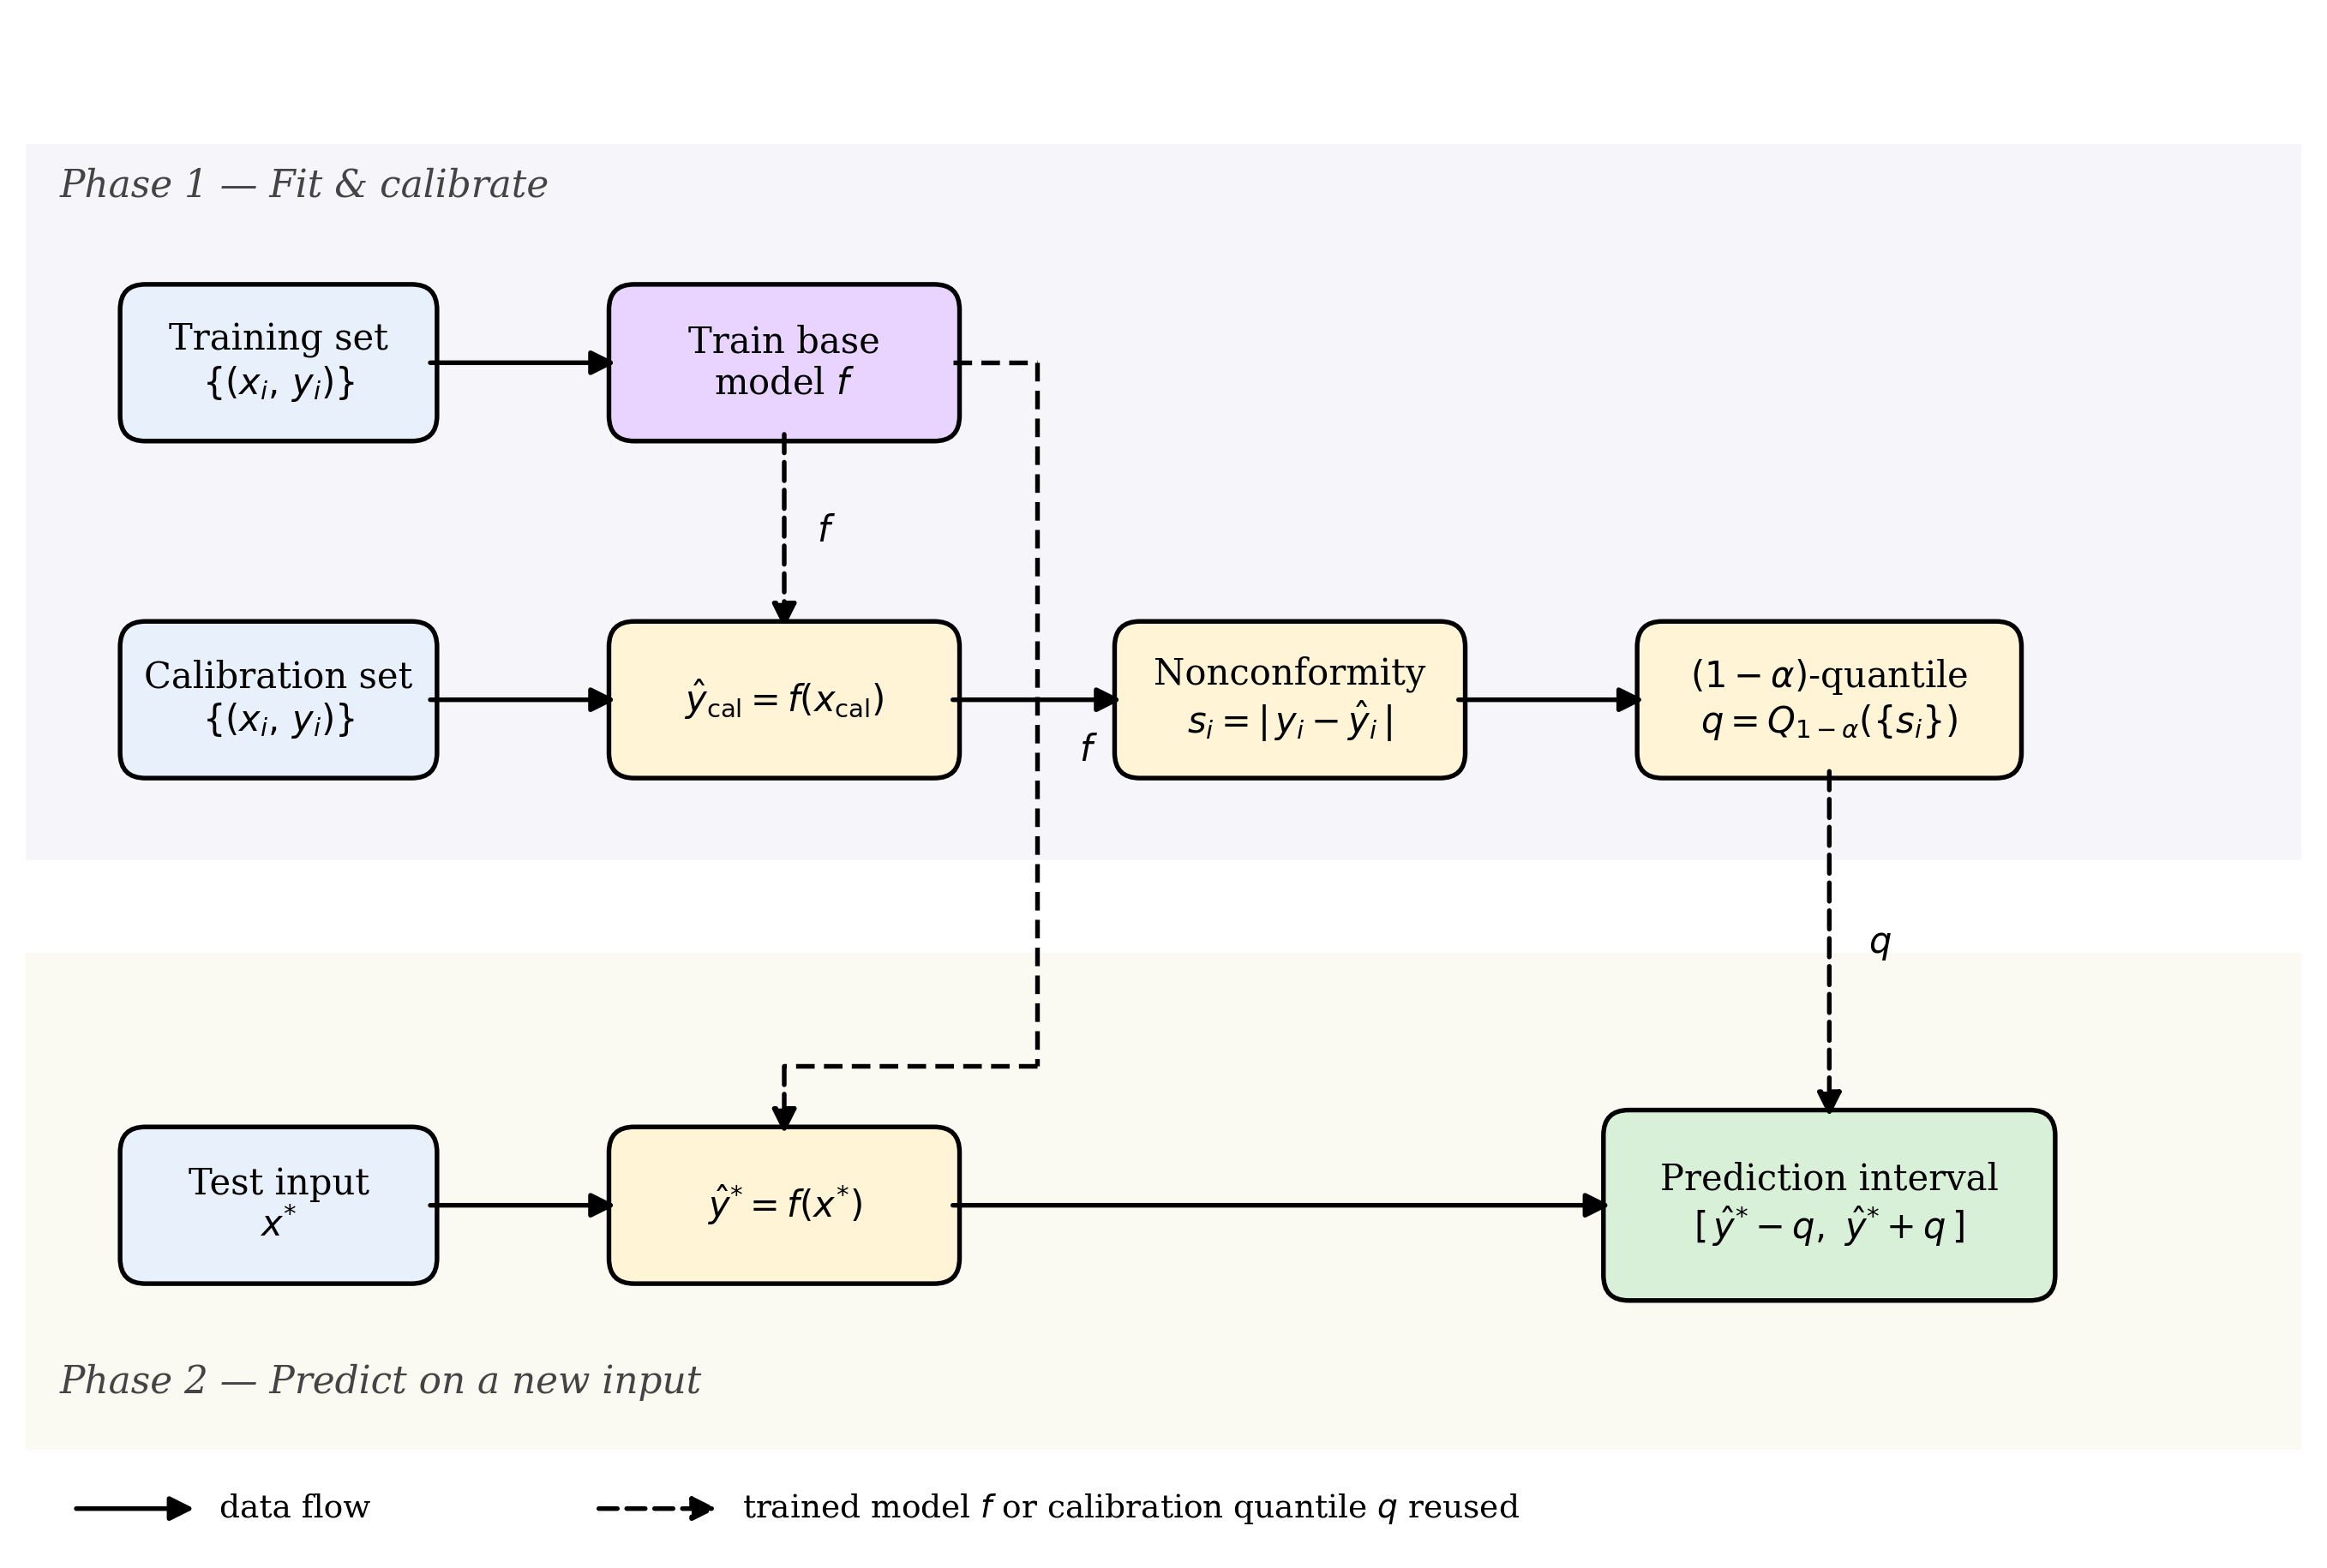 Phase 1 — Fit & calibrate
Training set
{(xᵢ, yᵢ)}
Train base
model f
f
Calibration set
{(xᵢ, yᵢ)}
ŷ_cal = f(x_cal)
f
Nonconformity
sᵢ = | yᵢ − ŷᵢ |
(1 − α)-quantile
q = Q₁₋α({sᵢ})
q
Test input
x*
ŷ* = f(x*)
Prediction interval
[ ŷ* − q, ŷ* + q ]
Phase 2 — Predict on a new input
data flow
trained model f or calibration quantile q reused